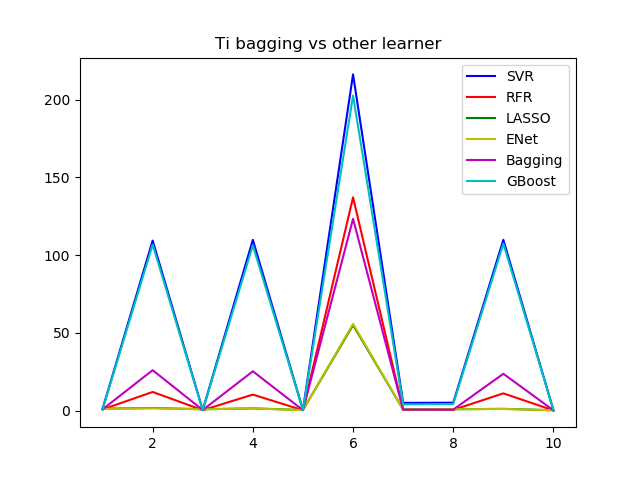 Ti bagging vs other learner
SVR
RFR
LASSO
ENet
Bagging
GBoost
200
150
100
50
0
2 4 6 8 10